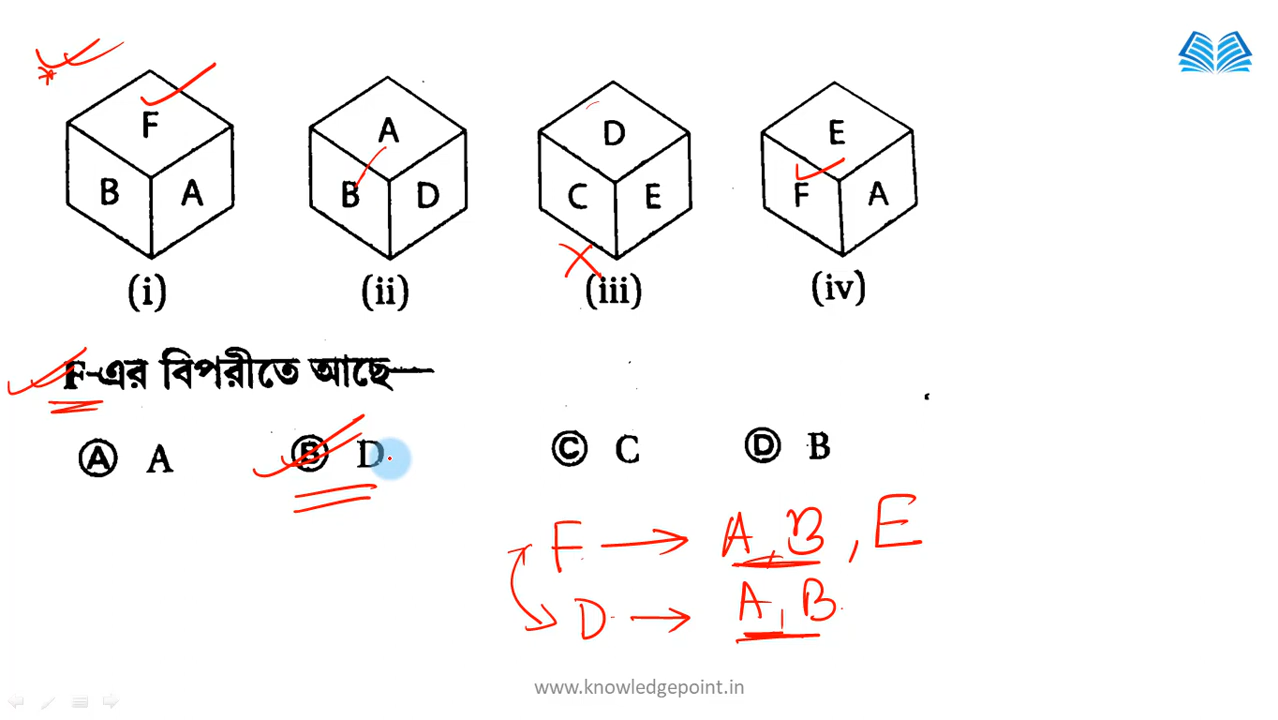 F
B A
(i)
A
B D
(ii)
D
C E
(iii)
E
F A
(iv)
F-এর বিপরীতে আছে—
Ⓐ A Ⓑ D Ⓒ C Ⓓ B
F → A, B, E
D → A, B
www.knowledgepoint.in